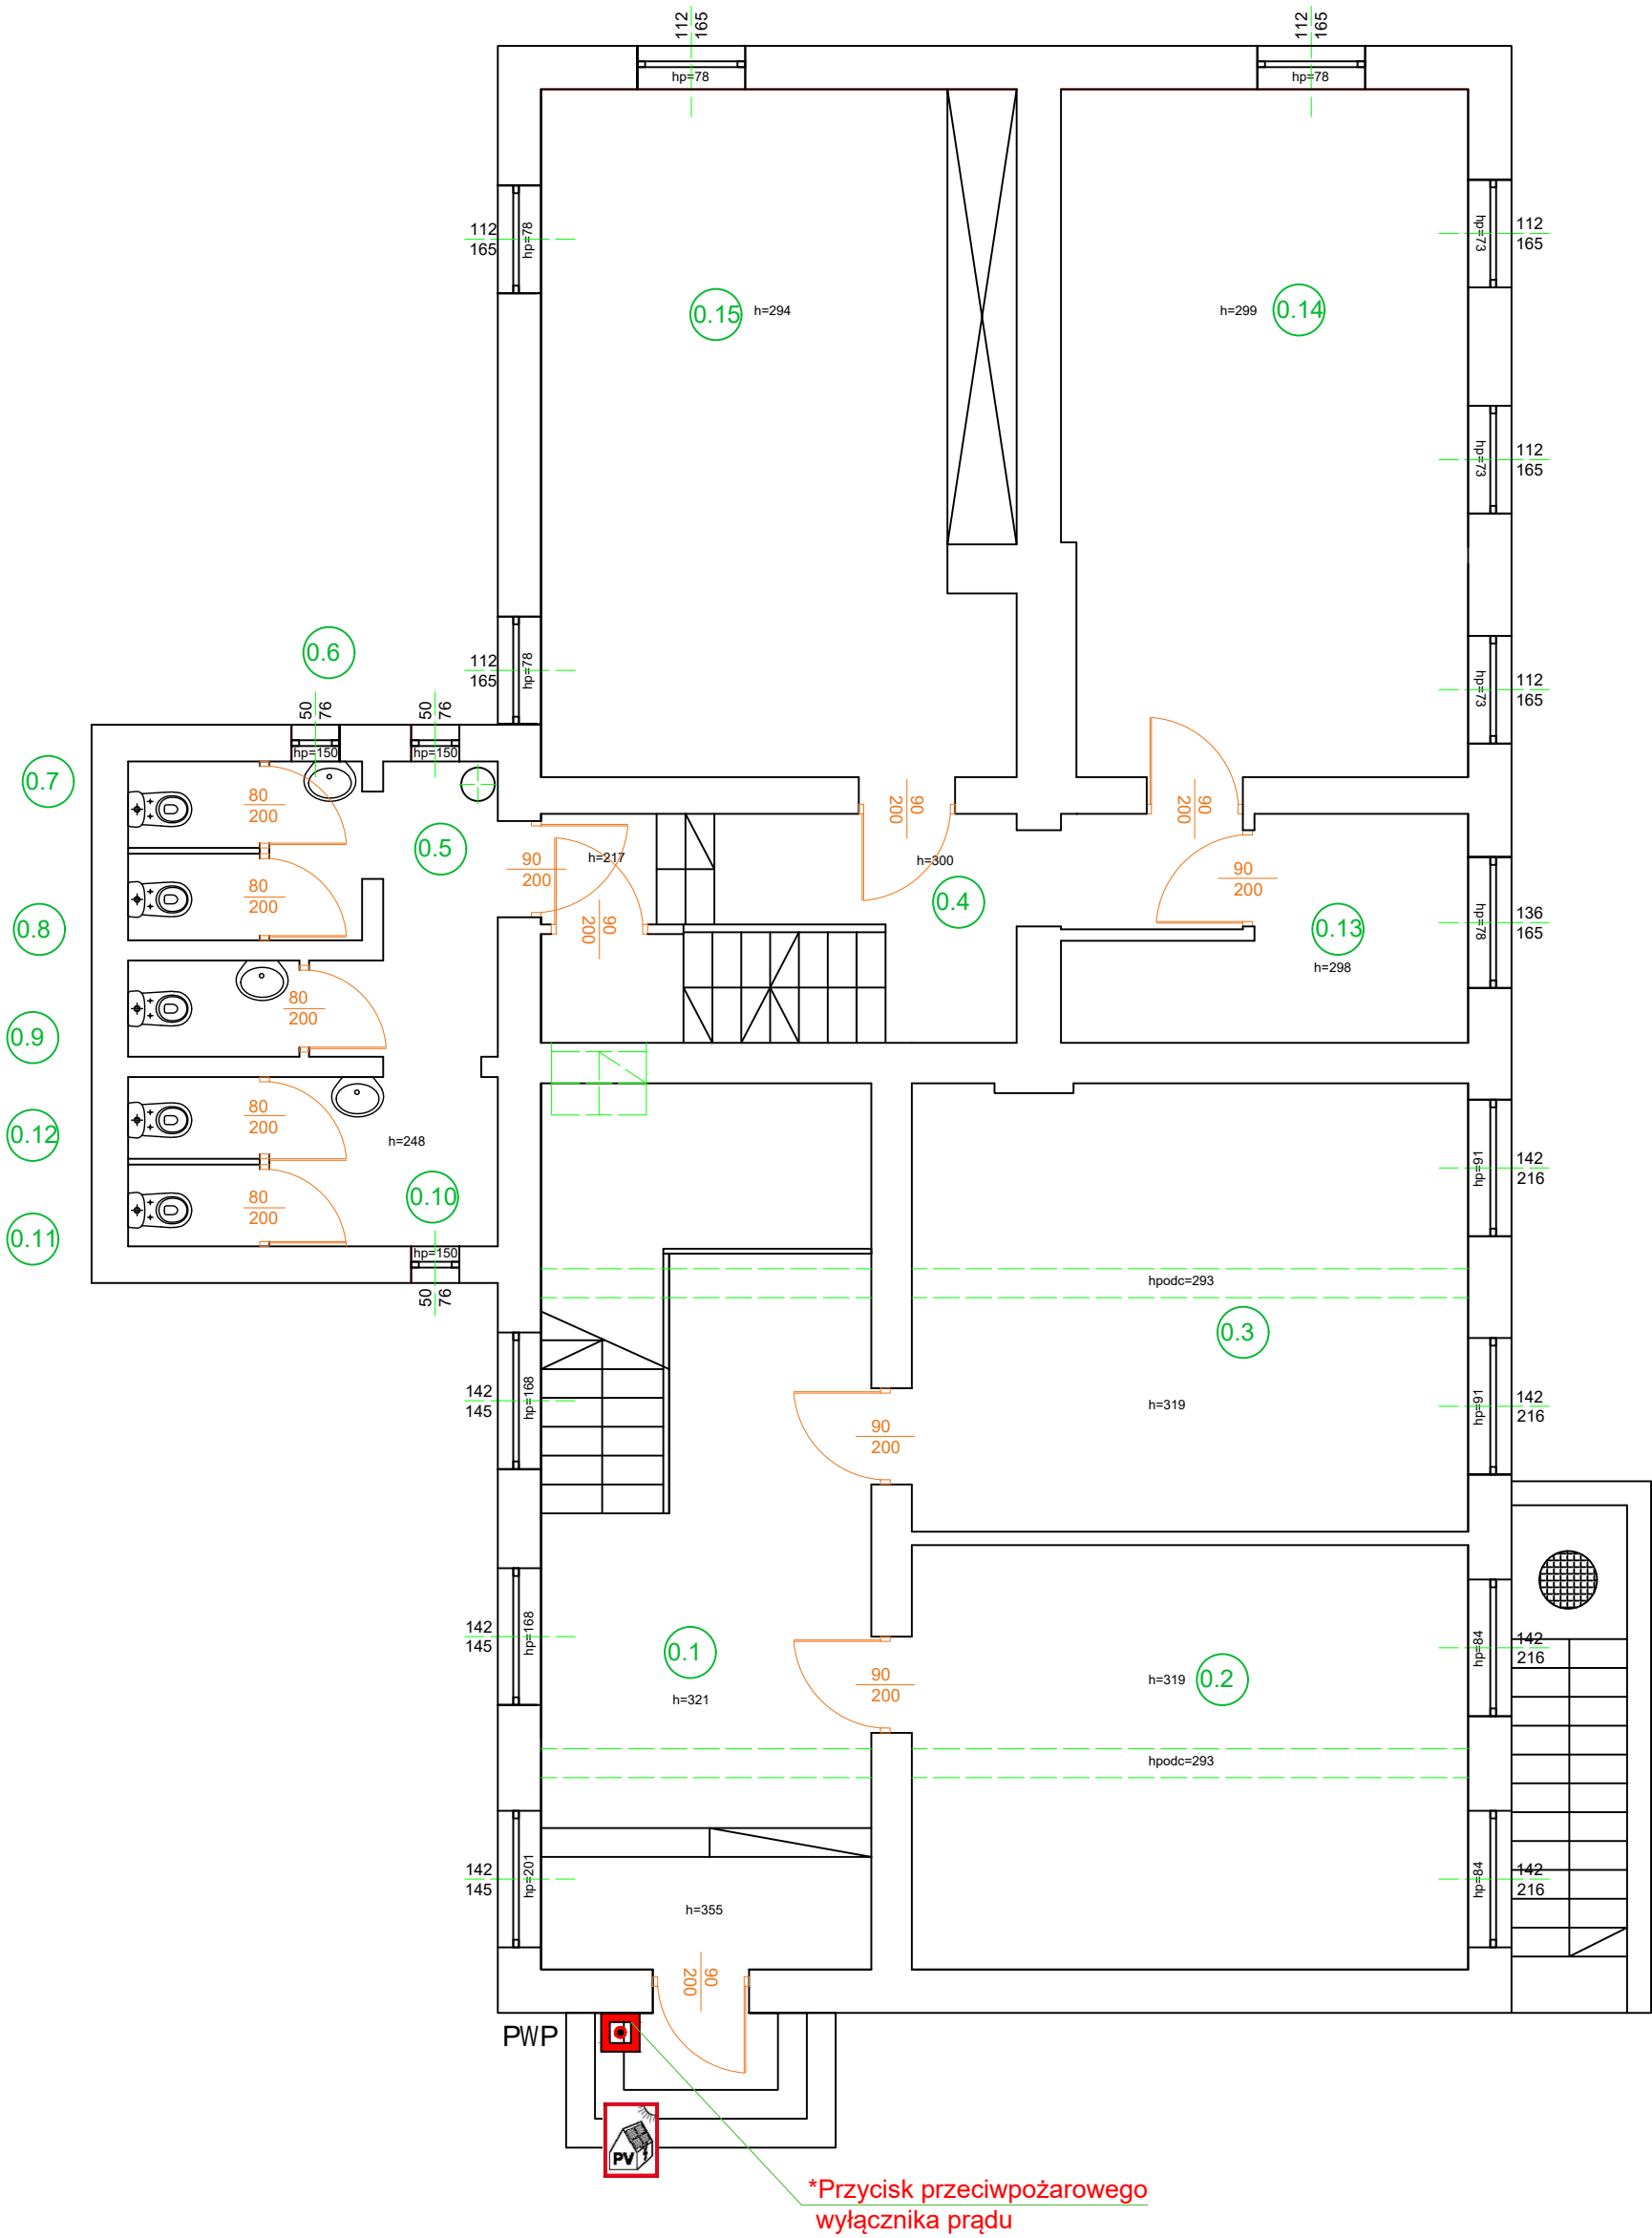 112
165
112
165
hp=78
hp=78
112
165
hp=78
hp=73
112
165
0.15
h=294
h=299
0.14
hp=73
112
165
0.6
112
165
hp=78
hp=73
112
165
50
76
50
76
hp=150
hp=150
0.7
80
200
0.5
90
200
h=217
90
200
h=300
90
200
90
200
80
200
0.4
0.8
90
200
0.13
hp=78
136
165
h=298
0.9
80
200
0.12
80
200
h=248
hp=91
142
216
0.10
80
200
0.11
hp=150
50
76
hpodc=293
0.3
142
145
hp=168
h=319
hp=91
142
216
90
200
142
145
hp=168
0.1
h=321
90
200
h=319
0.2
hp=84
142
216
hpodc=293
142
145
hp=201
hp=84
142
216
h=355
90
200
PWP
PV
*Przycisk przeciwpożarowego
wyłącznika prądu